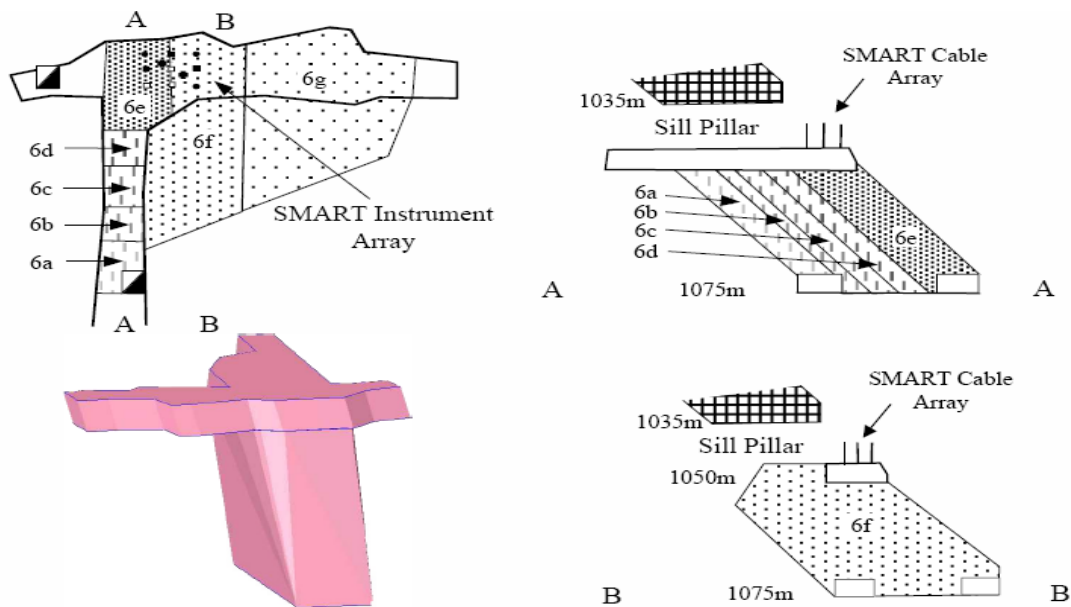 A
B
6e
6g
6d
6f
6c
6b
SMART Instrument
Array
6a
A
B
SMART Cable
Array
1035m
Sill Pillar
6a
6b
6c
6d
6e
A
1075m
A
SMART Cable
Array
1035m
Sill Pillar
1050m
6f
1075m
B
B